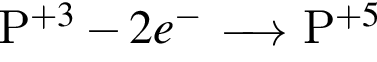 P⁺³ − 2e⁻ ⟶ P⁺⁵